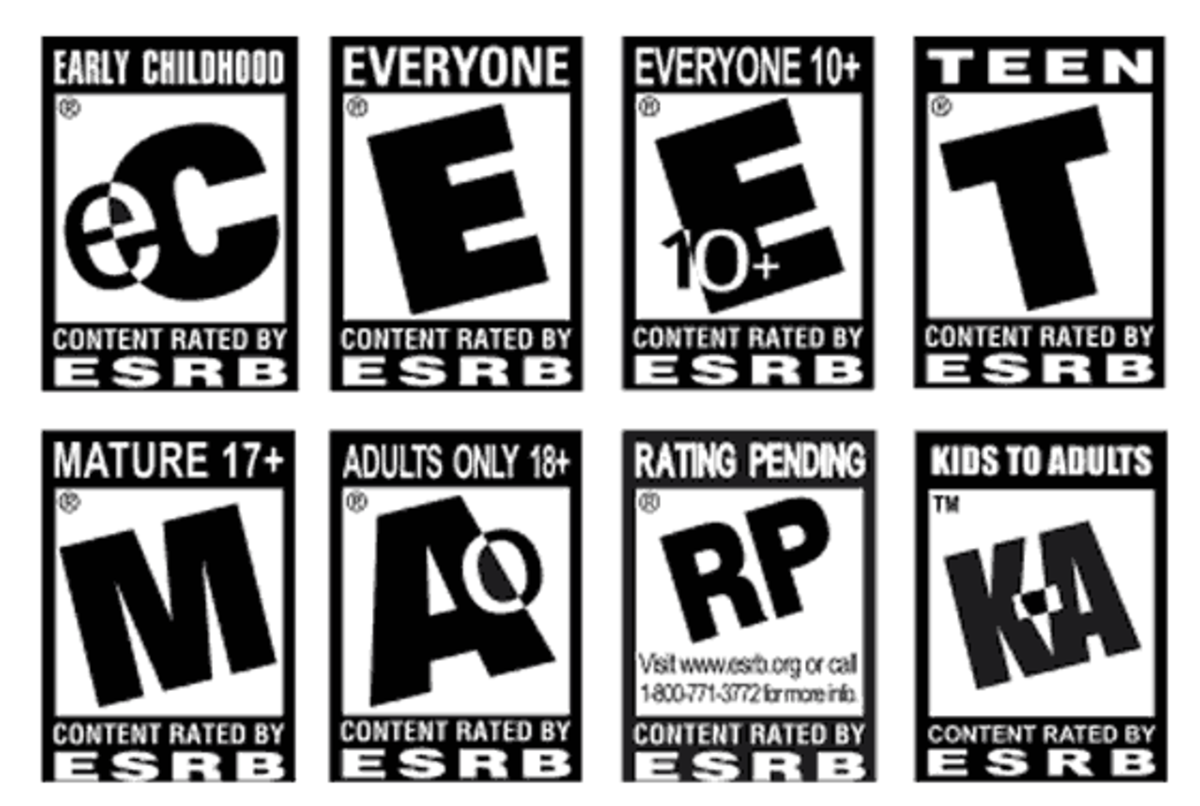 EARLY CHILDHOOD
®
eC
CONTENT RATED BY
ESRB
EVERYONE
®
E
CONTENT RATED BY
ESRB
EVERYONE 10+
®
E
10+
CONTENT RATED BY
ESRB
TEEN
®
T
CONTENT RATED BY
ESRB
MATURE 17+
®
M
CONTENT RATED BY
ESRB
ADULTS ONLY 18+
®
AO
CONTENT RATED BY
ESRB
RATING PENDING
®
RP
Visit www.esrb.org or call
1-800-771-3772 for more info.
CONTENT RATED BY
ESRB
KIDS TO ADULTS
TM
K-A
CONTENT RATED BY
ESRB